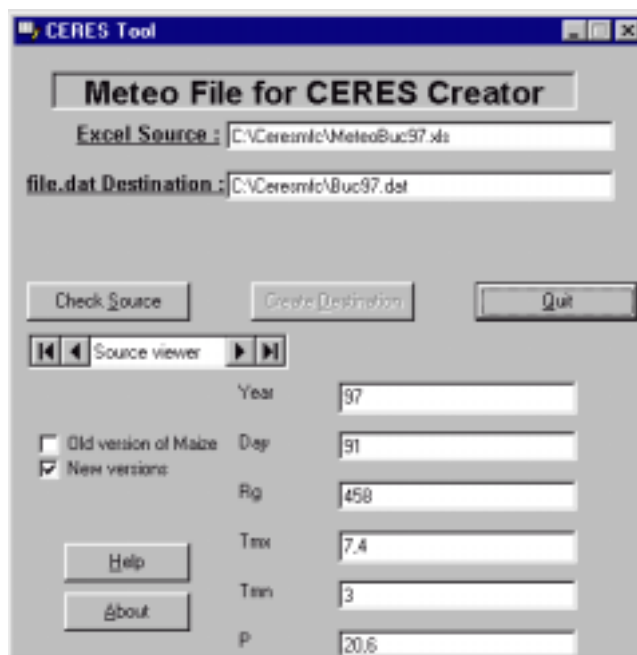 CERES Tool
Meteo File for CERES Creator
Excel Source : C:\Ceresmfc\MeteoBuc97.xls
file.dat Destination : C:\Ceresmfc\Buc97.dat
Check Source Create Destination Quit
Source viewer
Year 97
Old version of Maize Day 91
New versions
Rg 458
Tmx 7,4
Help
Tmn 3
About
P 20,6